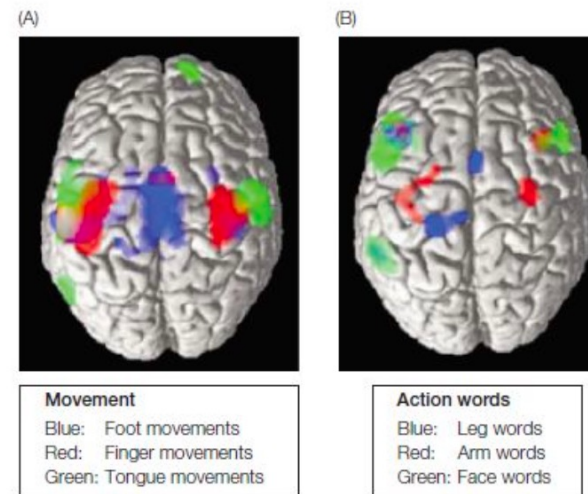 (A)
(B)
Movement
Blue: Foot movements
Red: Finger movements
Green: Tongue movements
Action words
Blue: Leg words
Red: Arm words
Green: Face words